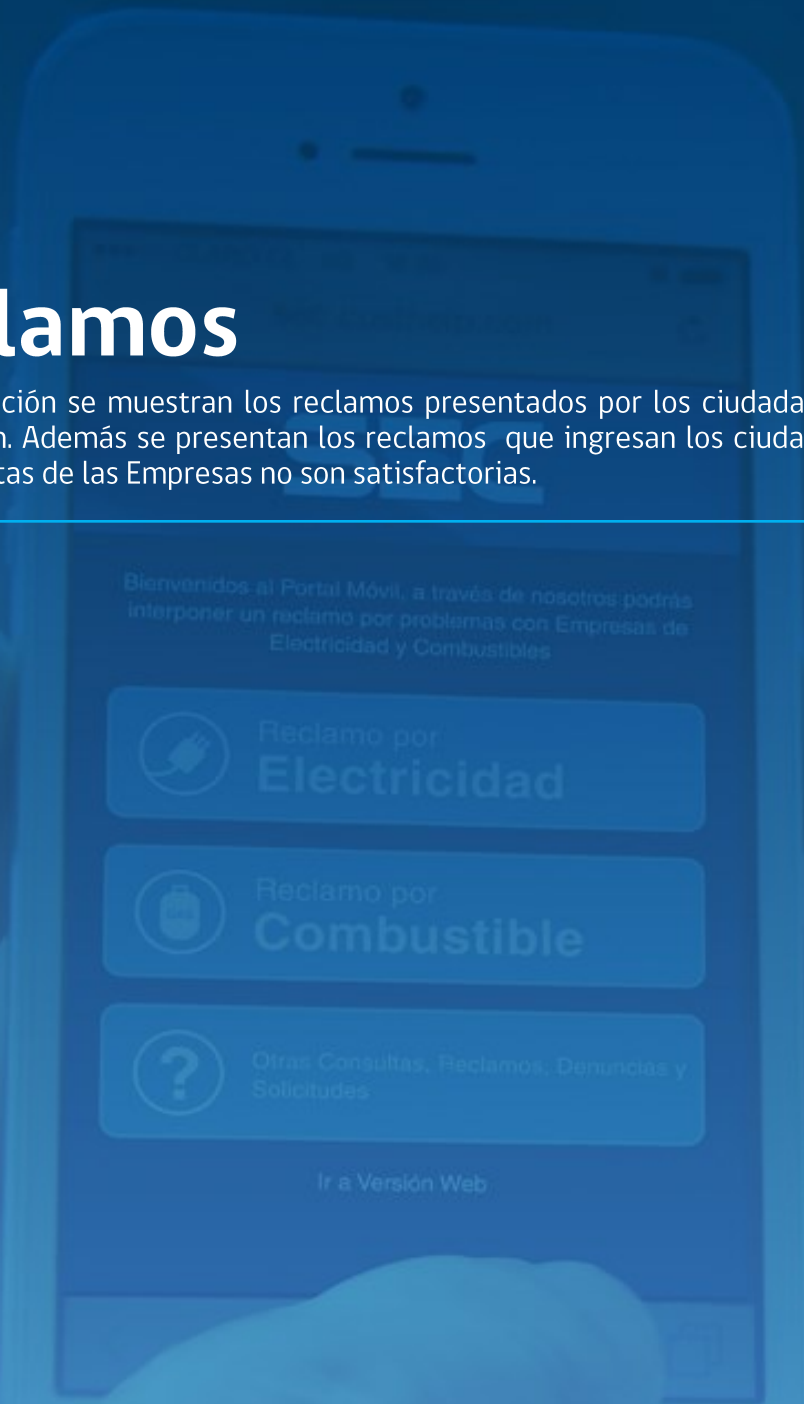 lamos
ción se muestran los reclamos presentados por los ciudada
n. Además se presentan los reclamos que ingresan los ciuda
tas de las Empresas no son satisfactorias.
SEC
Bienvenidos al Portal Móvil, a través de nosotros podrás
interponer un reclamo por problemas con Empresas de
Electricidad y Combustibles
Reclamo por
Electricidad
Reclamo por
Combustible
Otras Consultas, Reclamos, Denuncias y
Solicitudes
Ir a Versión Web